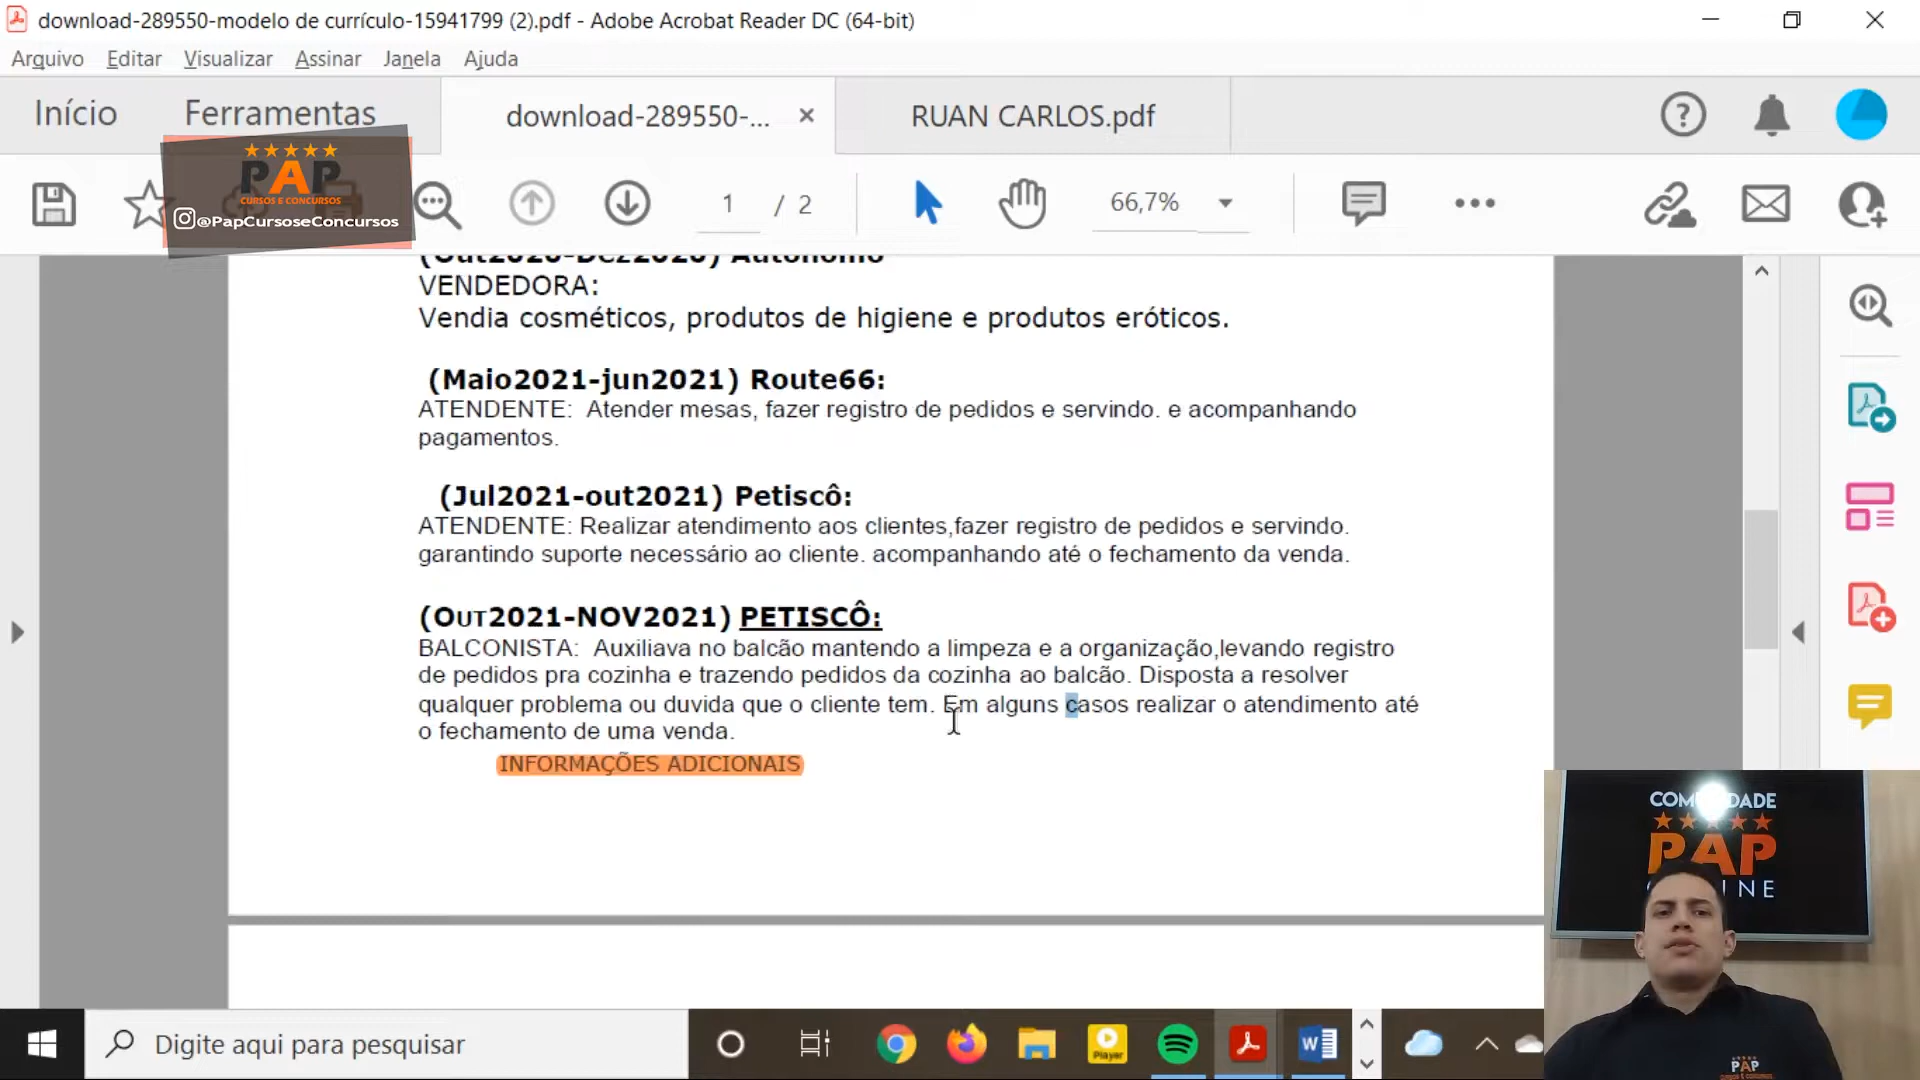 download-289550-modelo de currículo-15941799 (2).pdf - Adobe Acrobat Reader DC (64-bit)
Arquivo Editar Visualizar Assinar Janela Ajuda
Início Ferramentas download-289550-... × RUAN CARLOS.pdf
PAP
CURSOS E CONCURSOS
@PapCursoseConcursos
1 / 2 66,7%
(Out2020-Dez2020) Autônomo
VENDEDORA:
Vendia cosméticos, produtos de higiene e produtos eróticos.
(Maio2021-jun2021) Route66:
ATENDENTE: Atender mesas, fazer registro de pedidos e servindo. e acompanhando
pagamentos.
(Jul2021-out2021) Petiscô:
ATENDENTE: Realizar atendimento aos clientes,fazer registro de pedidos e servindo.
garantindo suporte necessário ao cliente. acompanhando até o fechamento da venda.
(OUT2021-NOV2021) PETISCÔ:
BALCONISTA: Auxiliava no balcão mantendo a limpeza e a organização,levando registro
de pedidos pra cozinha e trazendo pedidos da cozinha ao balcão. Disposta a resolver
qualquer problema ou duvida que o cliente tem. Em alguns casos realizar o atendimento até
o fechamento de uma venda.
INFORMAÇÕES ADICIONAIS
PAP
PAP
Digite aqui para pesquisar
Player